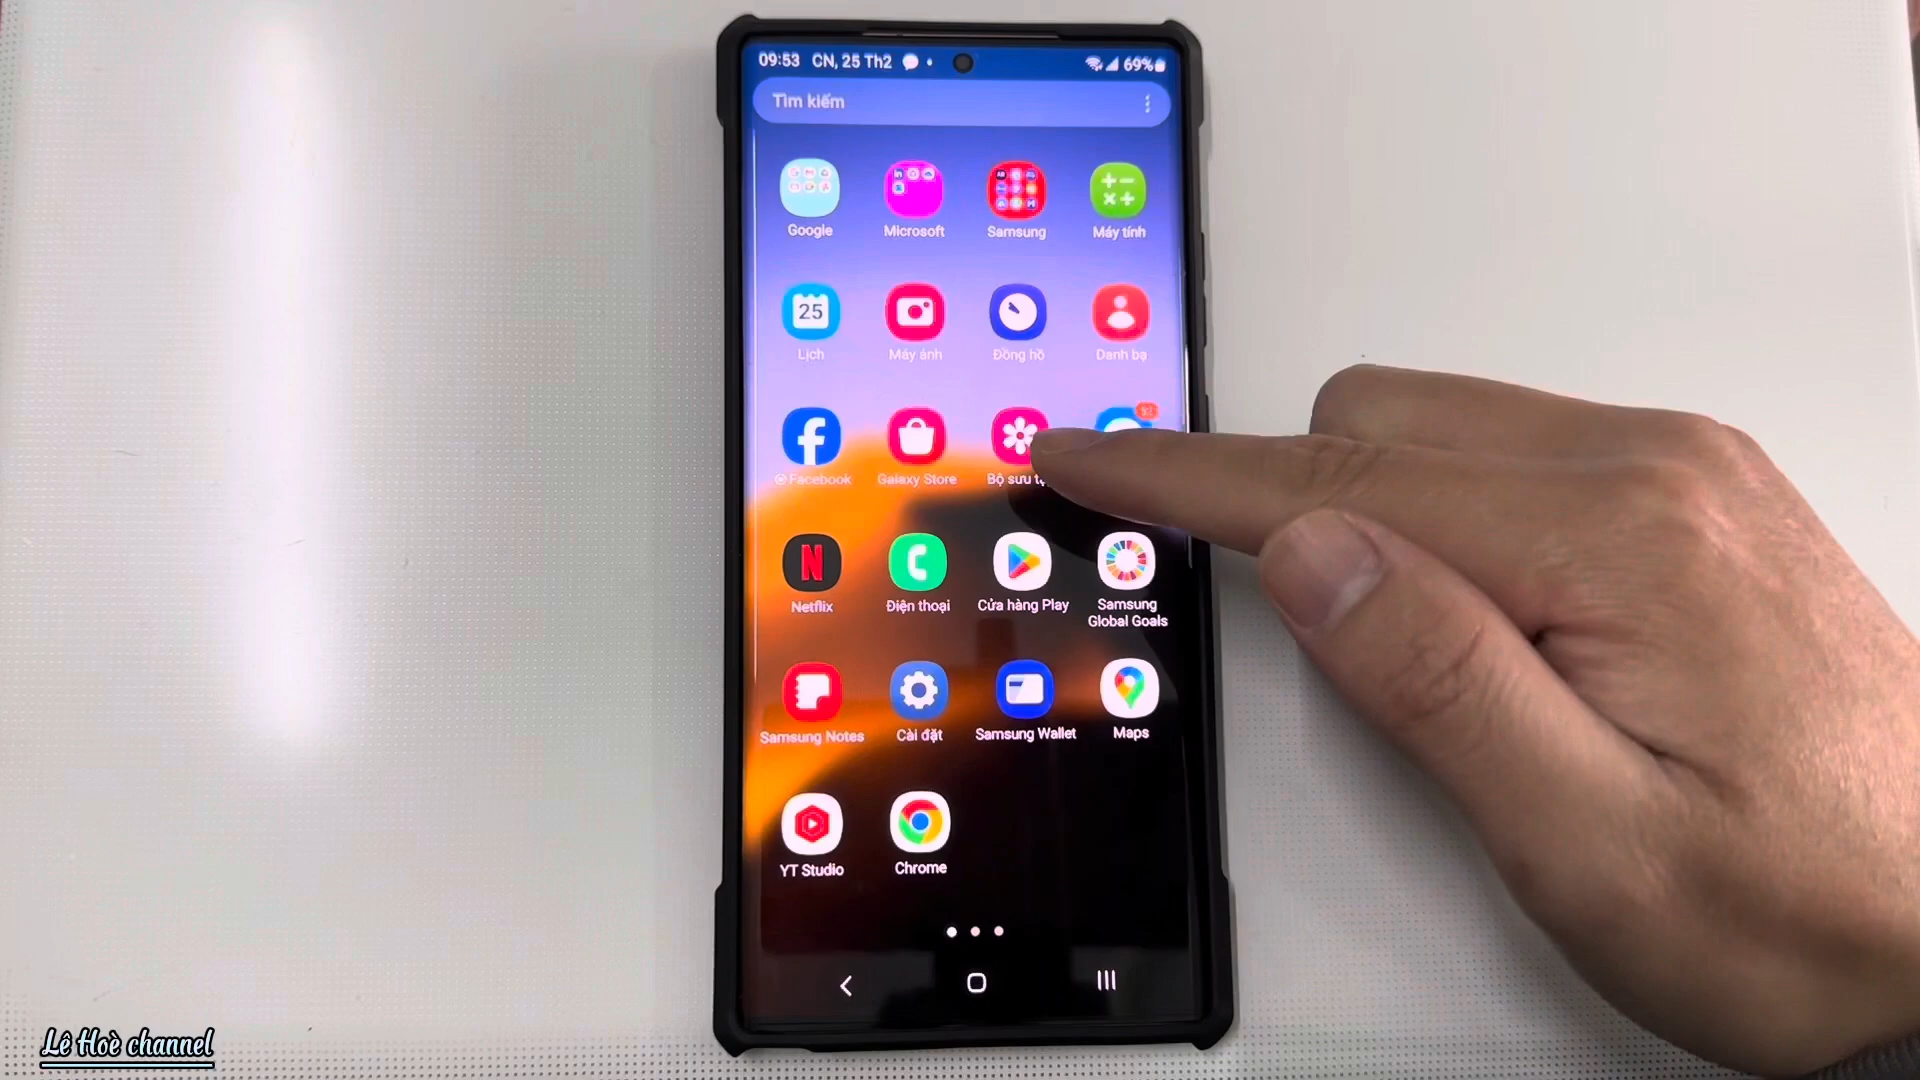 09:53 CN, 25 Th2 69%
Tìm kiếm
Google Microsoft Samsung Máy tính
25
Lịch Máy ảnh Đồng hồ Danh bạ
Facebook Galaxy Store Bộ sưu
Netflix Điện thoại Cửa hàng Play Samsung Global Goals
Samsung Notes Cài đặt Samsung Wallet Maps
YT Studio Chrome
Lê Hoè channel